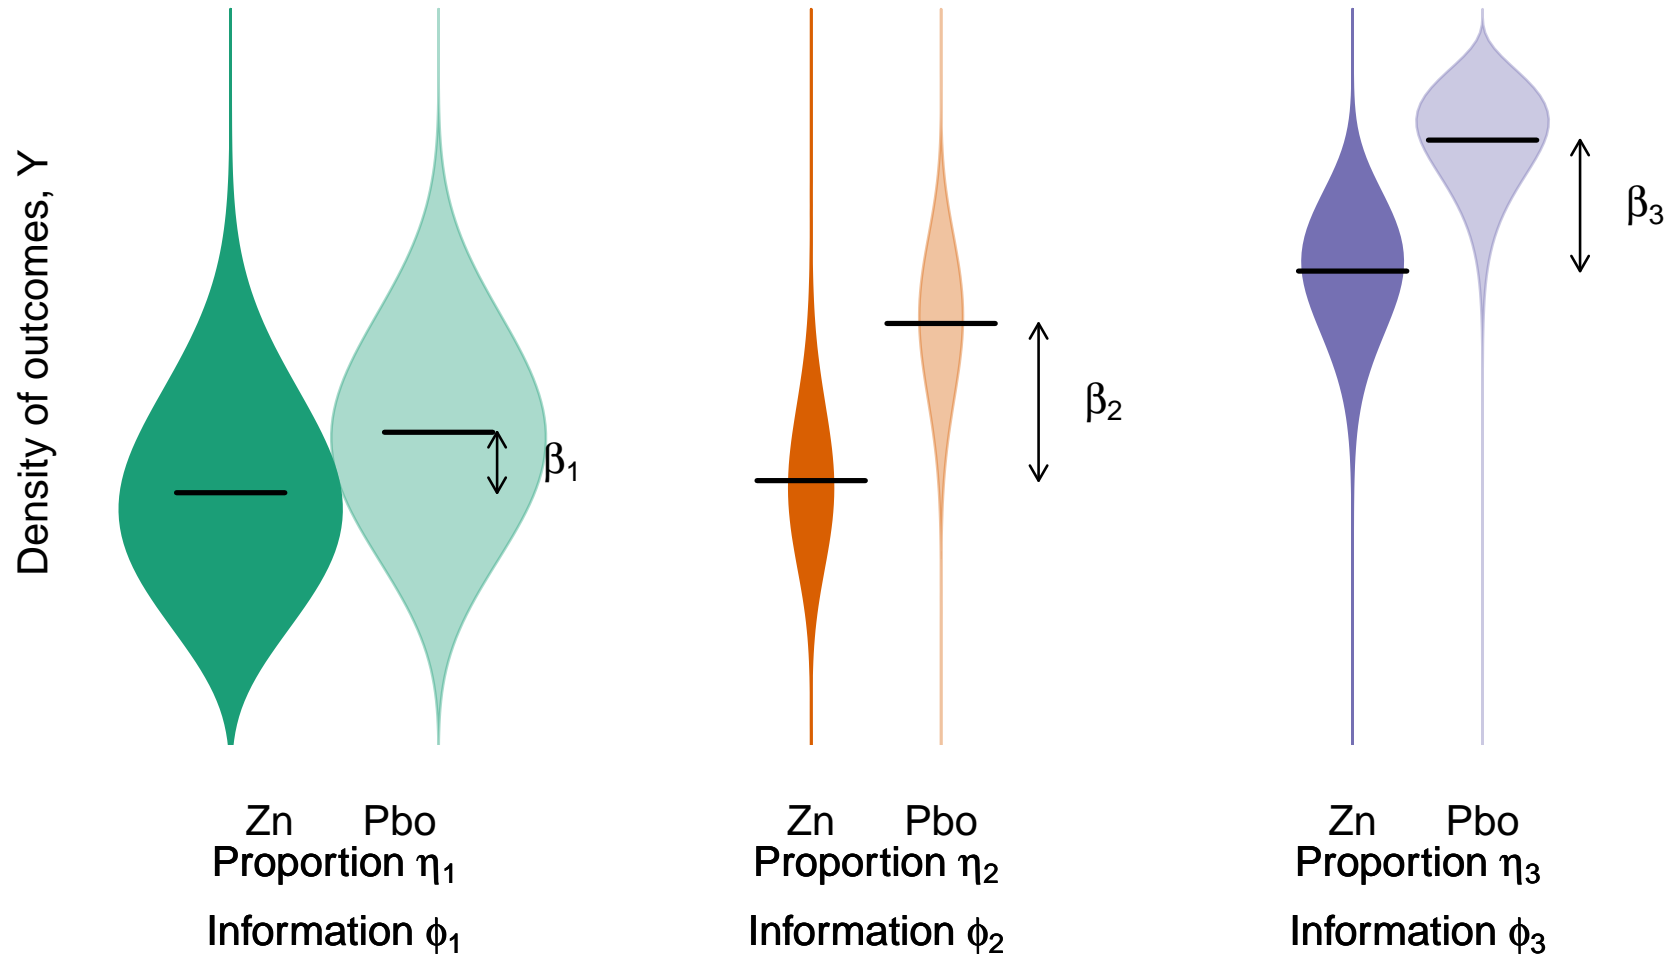 Density of outcomes, Y
β1
β2
β3
Zn Pbo
Proportion η1
Information ϕ1
Zn Pbo
Proportion η2
Information ϕ2
Zn Pbo
Proportion η3
Information ϕ3